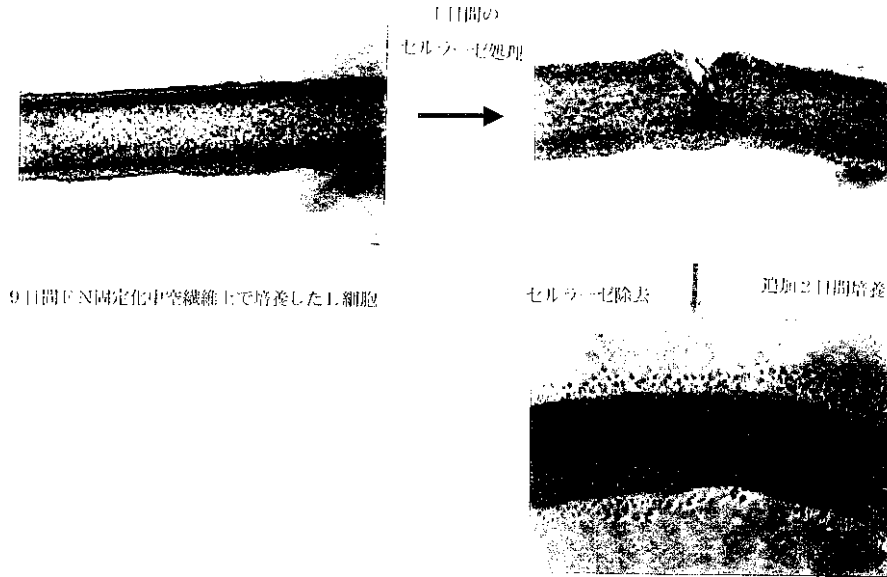 1日間の
セルラーゼ処理
9日間FN固定化中空繊維上で培養したL細胞
セルラーゼ除去
追加2日間培養